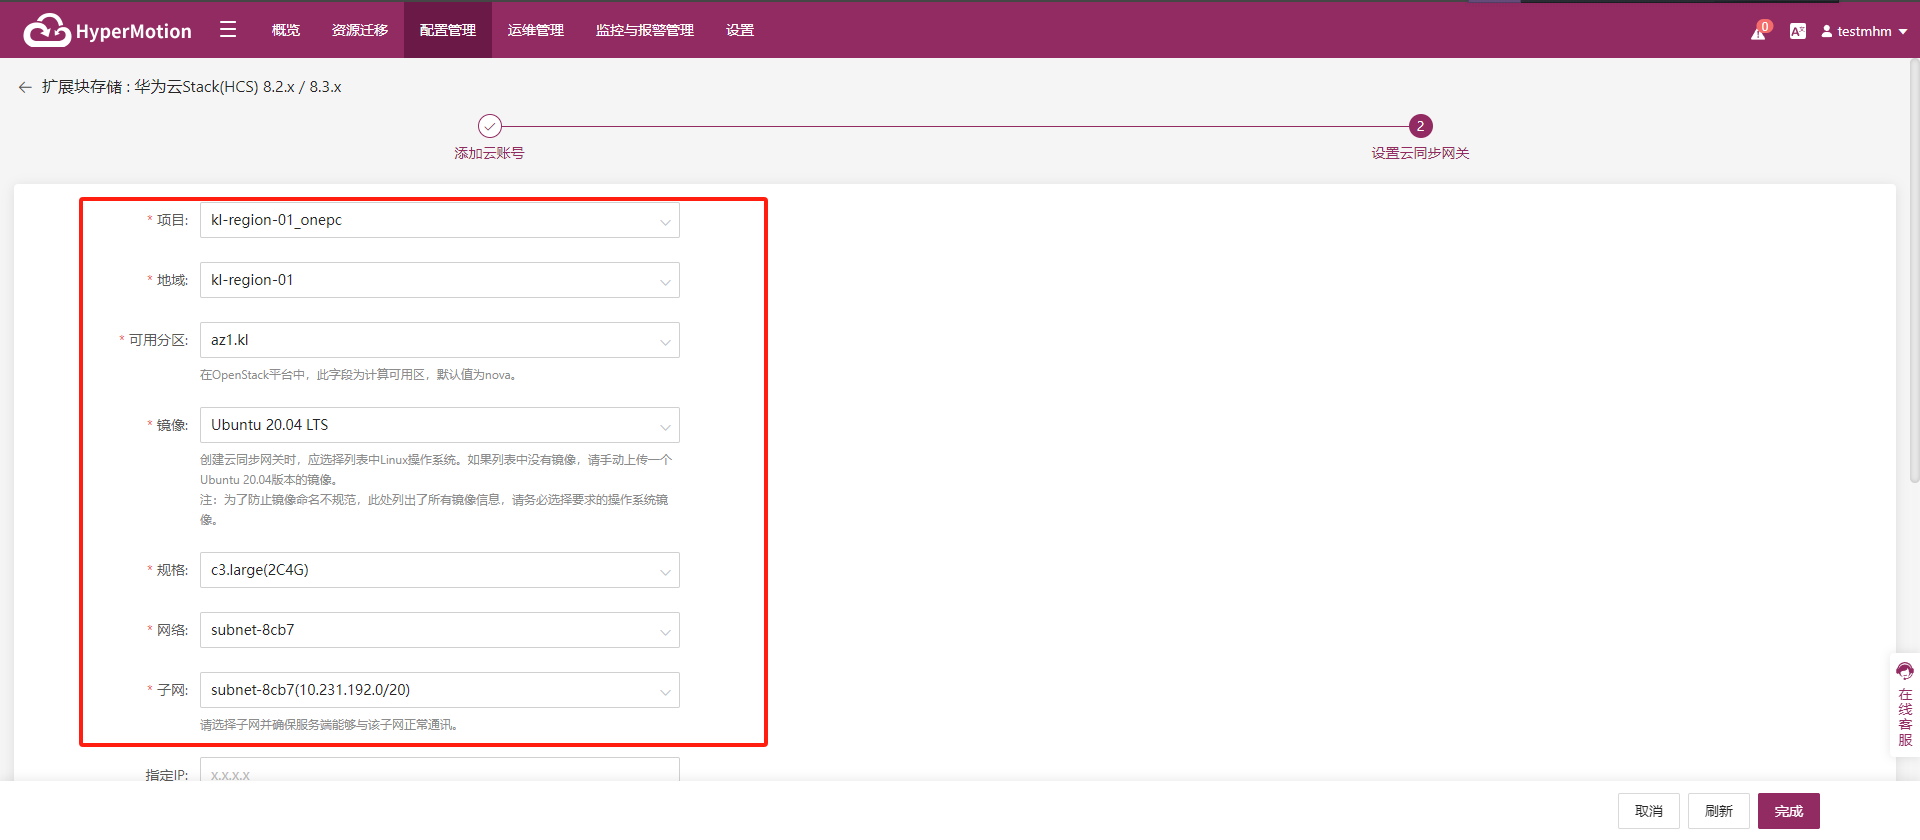 HyperMotion
概览
资源迁移
配置管理
运维管理
监控与报警管理
设置
0
testmhm
← 扩展块存储 : 华为云Stack(HCS) 8.2.x / 8.3.x
2
添加云账号
设置云同步网关
* 项目: kl-region-01_onepc
* 地域: kl-region-01
* 可用分区: az1.kl
在OpenStack平台中，此字段为计算可用区，默认值为nova。
* 镜像: Ubuntu 20.04 LTS
创建云同步网关时，应选择列表中Linux操作系统。如果列表中没有镜像，请手动上传一个
Ubuntu 20.04版本的镜像。
注：为了防止镜像命名不规范，此处列出了所有镜像信息，请务必选择要求的操作系统镜
像。
* 规格: c3.large(2C4G)
* 网络: subnet-8cb7
* 子网: subnet-8cb7(10.231.192.0/20)
请选择子网并确保服务端能够与该子网正常通讯。
指定IP: x.x.x.x
在线客服
取消
刷新
完成